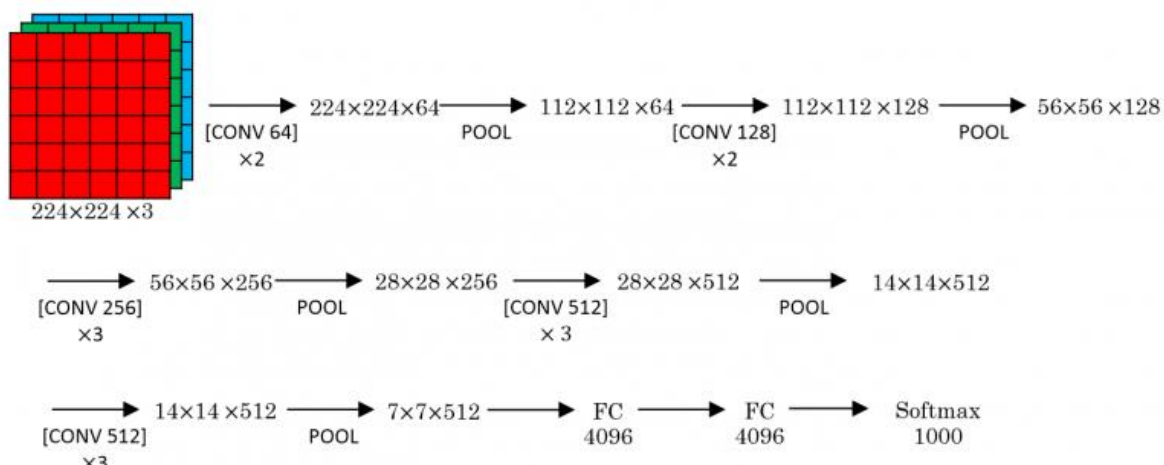 224×224×64 112×112 ×64 112×112 ×128 56×56 ×128
[CONV 64] POOL [CONV 128] POOL
×2 ×2
224×224 ×3
56×56 ×256 28×28 ×256 28×28 ×512 14×14×512
[CONV 256] POOL [CONV 512] POOL
×3 × 3
14×14 ×512 7×7×512 FC FC Softmax
[CONV 512] POOL 4096 4096 1000
×3